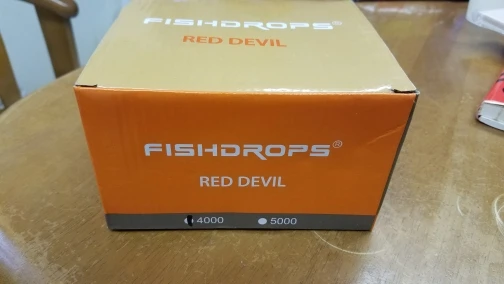 FISHDROPS®
RED DEVIL
FISHDROPS®
RED DEVIL
4000 5000